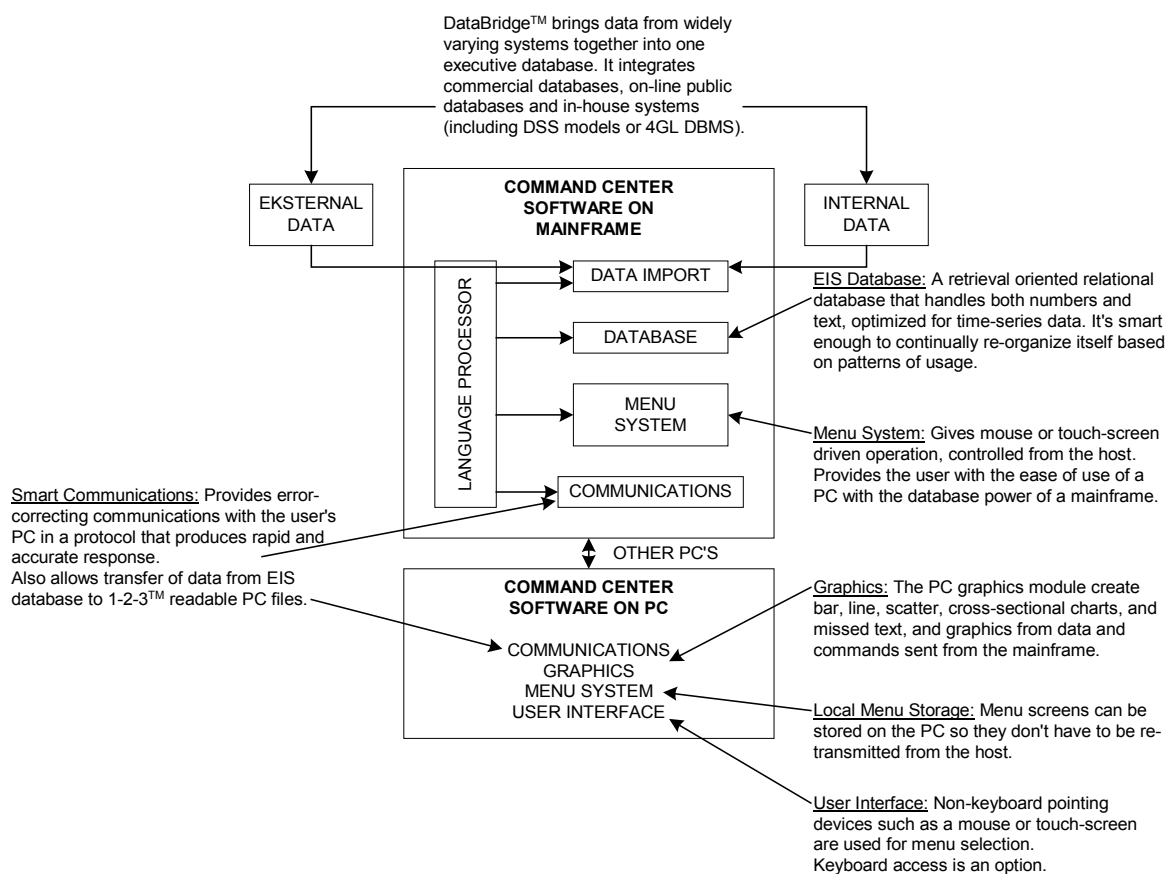 DataBridge™ brings data from widely
varying systems together into one
executive database. It integrates
commercial databases, on-line public
databases and in-house systems
(including DSS models or 4GL DBMS).
EKSTERNAL
DATA
COMMAND CENTER
SOFTWARE ON
MAINFRAME
INTERNAL
DATA
LANGUAGE PROCESSOR
DATA IMPORT
DATABASE
MENU
SYSTEM
COMMUNICATIONS
EIS Database: A retrieval oriented relational
database that handles both numbers and
text, optimized for time-series data. It's smart
enough to continually re-organize itself based
on patterns of usage.
Menu System: Gives mouse or touch-screen
driven operation, controlled from the host.
Provides the user with the ease of use of a
PC with the database power of a mainframe.
Smart Communications: Provides error-
correcting communications with the user's
PC in a protocol that produces rapid and
accurate response.
Also allows transfer of data from EIS
database to 1-2-3™ readable PC files.
OTHER PC'S
COMMAND CENTER
SOFTWARE ON PC
COMMUNICATIONS
GRAPHICS
MENU SYSTEM
USER INTERFACE
Graphics: The PC graphics module create
bar, line, scatter, cross-sectional charts, and
missed text, and graphics from data and
commands sent from the mainframe.
Local Menu Storage: Menu screens can be
stored on the PC so they don't have to be re-
transmitted from the host.
User Interface: Non-keyboard pointing
devices such as a mouse or touch-screen
are used for menu selection.
Keyboard access is an option.